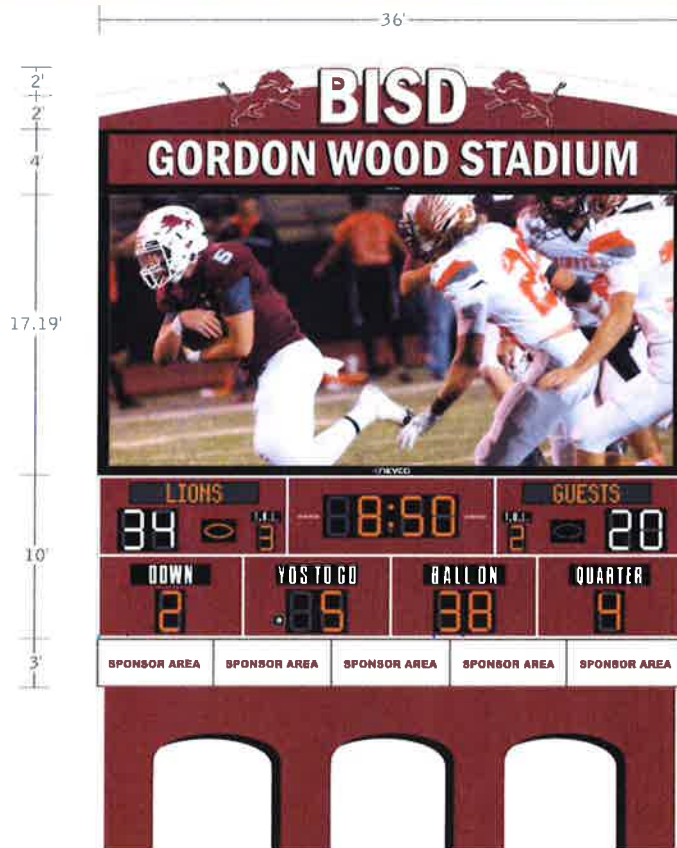 36'
2'
BISD
2'
4'
GORDON WOOD STADIUM
5
17.19'
NEVCO
LIONS
GUESTS
34
T.O.L.
3
8:50
T.O.L.
2
20
10'
DOWN
YDS TO GO
BALL ON
QUARTER
2
5
38
4
3'
SPONSOR AREA SPONSOR AREA SPONSOR AREA SPONSOR AREA SPONSOR AREA